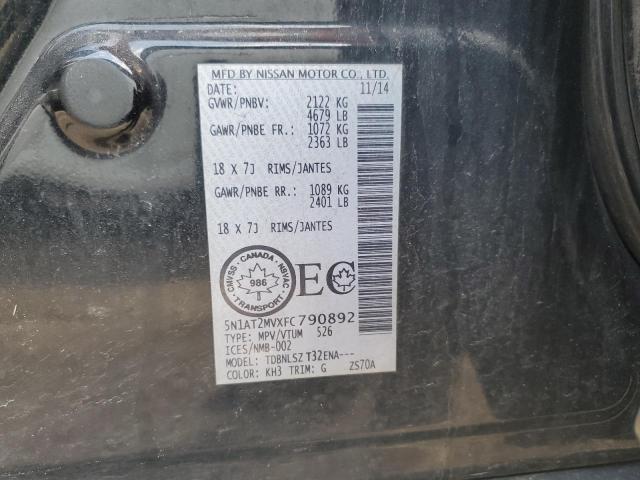 MFD BY NISSAN MOTOR CO., LTD.
DATE: 11/14
GVWR/PNBV: 2122 KG
4679 LB
GAWR/PNBE FR.: 1072 KG
2363 LB
18 X 7J RIMS/JANTES
GAWR/PNBE RR.: 1089 KG
2401 LB
18 X 7J RIMS/JANTES
CANADA
CMVSS NSVAC
986
TRANSPORT
EC
5N1AT2MVXFC790892
TYPE: MPV/VTUM 526
ICES/NMB-002
MODEL: TDBNLSZ T32ENA---
COLOR: KH3 TRIM: G ZS70A